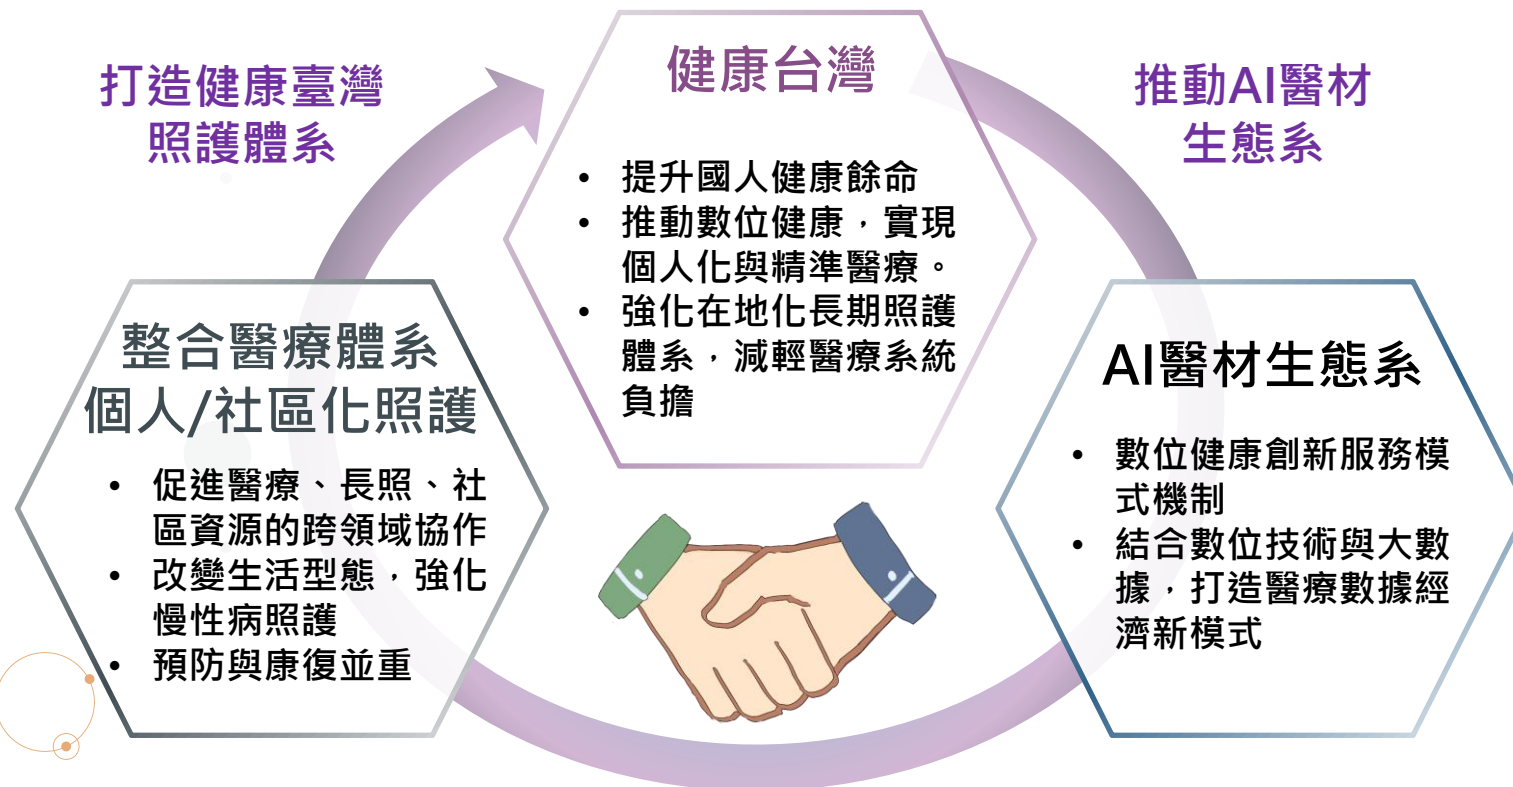 打造健康臺灣
照護體系
健康台灣
• 提升國人健康餘命
• 推動數位健康，實現
個人化與精準醫療。
• 強化在地化長期照護
體系，減輕醫療系統
負擔
推動AI醫材
生態系
整合醫療體系
個人/社區化照護
• 促進醫療、長照、社
區資源的跨領域協作
• 改變生活型態，強化
慢性病照護
• 預防與康復並重
AI醫材生態系
• 數位健康創新服務模
式機制
• 結合數位技術與大數
據，打造醫療數據經
濟新模式